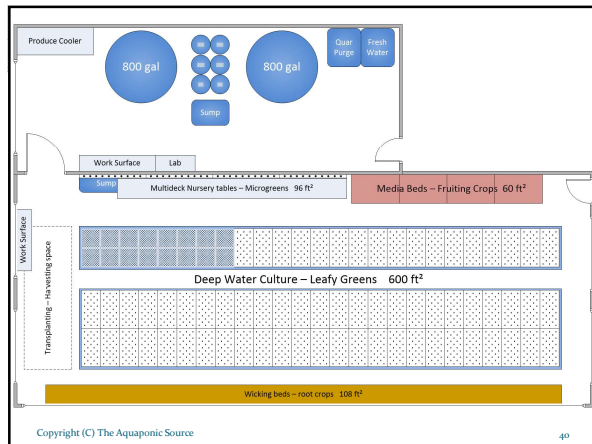 Produce Cooler
800 gal
800 gal
Quar
Purge
Fresh
Water
Sump
Work Surface
Lab
Sump
Multideck Nursery tables – Microgreens 96 ft²
Media Beds – Fruiting Crops 60 ft²
Work Surface
Transplanting – Harvesting space
Deep Water Culture – Leafy Greens 600 ft²
Wicking beds – root crops 108 ft²
Copyright (C) The Aquaponic Source
40